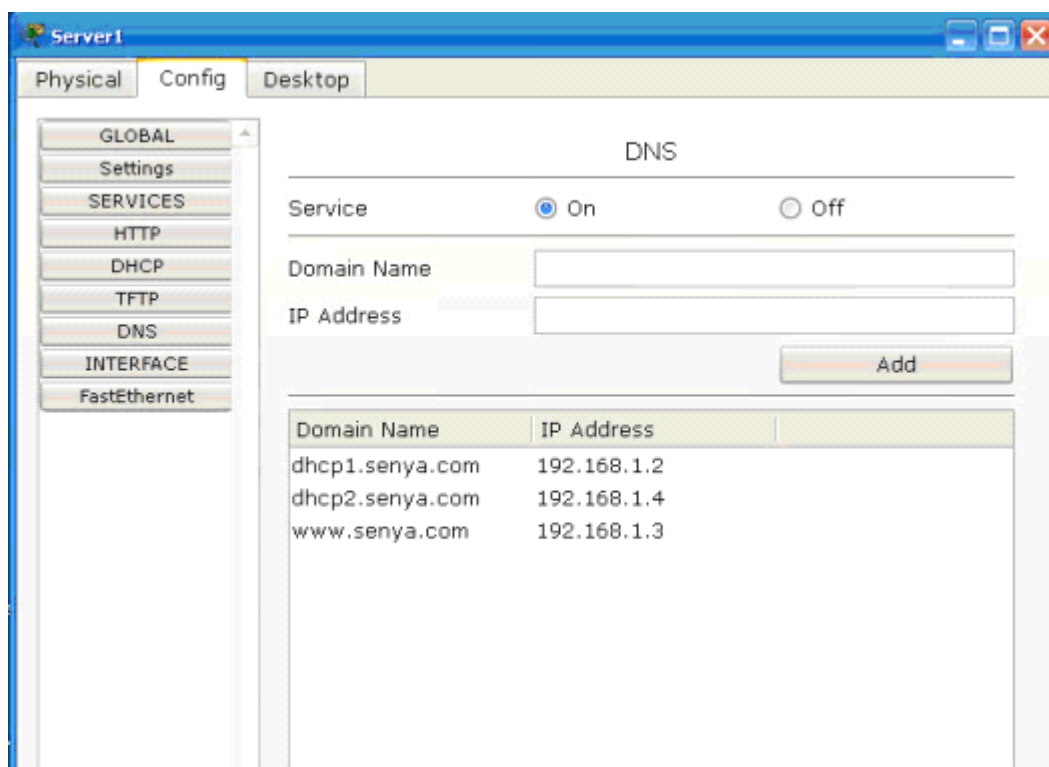 Server1
Physical Config Desktop
GLOBAL
Settings
SERVICES
HTTP
DHCP
TFTP
DNS
INTERFACE
FastEthernet
DNS
Service On Off
Domain Name
IP Address
Add
Domain Name IP Address
dhcp1.senya.com 192.168.1.2
dhcp2.senya.com 192.168.1.4
www.senya.com 192.168.1.3